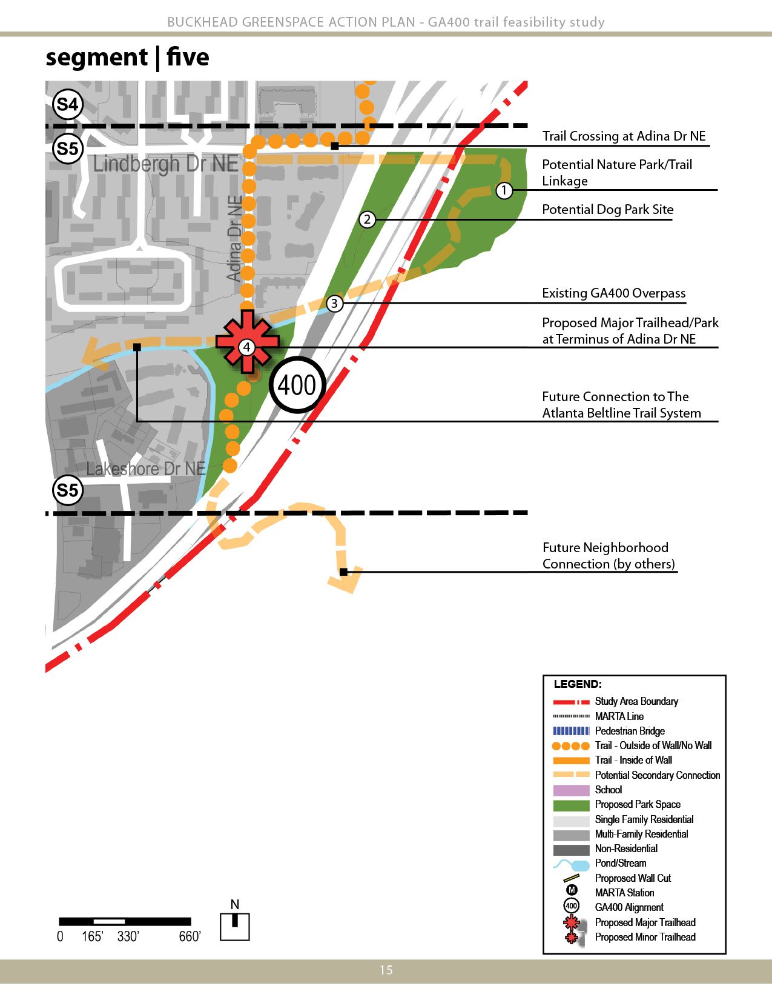 BUCKHEAD GREENSPACE ACTION PLAN - GA400 trail feasibility study
segment | five
S4
S5
Lindbergh Dr NE
Adina Dr NE
Trail Crossing at Adina Dr NE
Potential Nature Park/Trail
Linkage
1
Potential Dog Park Site
2
Existing GA400 Overpass
3
Proposed Major Trailhead/Park
at Terminus of Adina Dr NE
4
400
Future Connection to The
Atlanta Beltline Trail System
Lakeshore Dr NE
S5
Future Neighborhood
Connection (by others)
LEGEND:
Study Area Boundary
MARTA Line
Pedestrian Bridge
Trail - Outside of Wall/No Wall
Trail - Inside of Wall
Potential Secondary Connection
School
Proposed Park Space
Single Family Residential
Multi-Family Residential
Non-Residential
Pond/Stream
Proprosed Wall Cut
M MARTA Station
400 GA400 Alignment
Proposed Major Trailhead
Proposed Minor Trailhead
N
0 165' 330' 660'
15